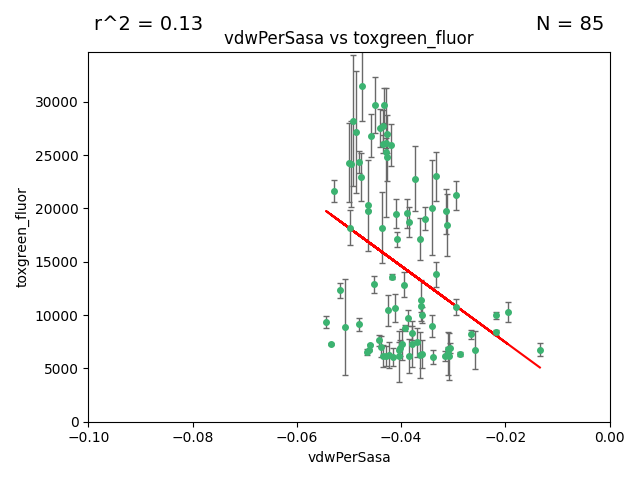 r^2 = 0.13
N = 85
vdwPerSasa vs toxgreen_fluor
30000
25000
20000
15000
10000
5000
0
toxgreen_fluor
−0.10
−0.08
−0.06
−0.04
−0.02
0.00
vdwPerSasa